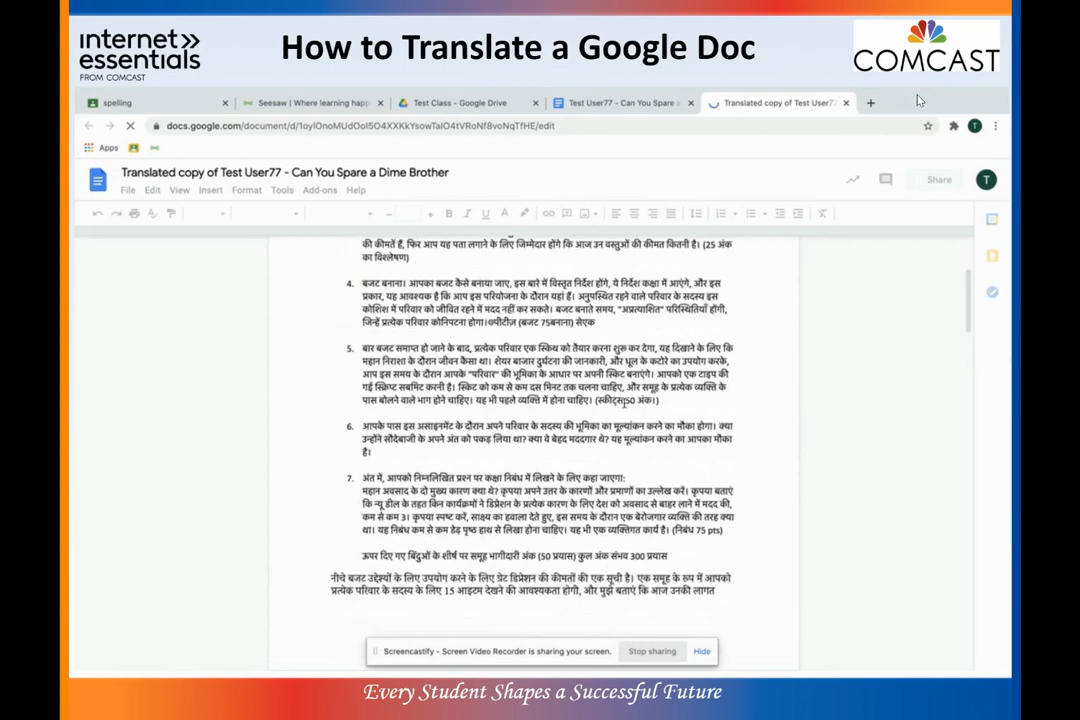 internet
essentials
FROM COMCAST
How to Translate a Google Doc
COMCAST
spelling
Seesaw | Where learning happ
Test Class - Google Drive
Test User77 - Can You Spare a
Translated copy of Test User77
docs.google.com/document/d/1oylOnoMUdOoI5O4XXKkYsowTaIO4tVRoNf8voNqTfHE/edit
Apps
Translated copy of Test User77 - Can You Spare a Dime Brother
File Edit View Insert Format Tools Add-ons Help
Share
T
की कीमतें हैं, फिर आप यह पता लगाने के लिए जिम्मेदार होंगे कि आज उन वस्तुओं की कीमत कितनी है। (25 अंक
का विश्लेषण)
4. बजट बनाना। आपका बजट कैसे बनाया जाए, इस बारे में विस्तृत निर्देश होंगे, ये निर्देश कक्षा में आएंगे, और इस
प्रकार, यह आवश्यक है कि आप इस परियोजना के दौरान यहां हैं। अनुपस्थित रहने वाले परिवार के सदस्य इस
कोशिश में परिवार को जीवित रहने में मदद नहीं कर सकते। बजट बनाते समय, "अप्रत्याशित" परिस्थितियाँ होंगी,
जिन्हें प्रत्येक परिवार कोनिपटना होगा।७पीटीज़ (बजट 75बनाना) सेएक
5. बार बजट समाप्त हो जाने के बाद, प्रत्येक परिवार एक स्किथ को तैयार करना शुरू कर देगा, यह दिखाने के लिए कि
महान निराशा के दौरान जीवन कैसा था। शेयर बाजार दुर्घटना की जानकारी, और धूल के कटोरे का उपयोग करके,
आप इस समय के दौरान आपके "परिवार" की भूमिका के आधार पर अपनी स्किट बनाएंगे। आपको एक टाइप की
गई स्क्रिप्ट सबमिट करनी है। स्किट को कम से कम दस मिनट तक चलना चाहिए, और समूह के प्रत्येक व्यक्ति के
पास बोलने वाले भाग होने चाहिए। यह भी पहले व्यक्ति में होना चाहिए। (स्कीट्स50 अंक।)
6. आपके पास इस असाइनमेंट के दौरान अपने परिवार के सदस्य की भूमिका का मूल्यांकन करने का मौका होगा। क्या
उन्होंने सौदेबाजी के अपने अंत को पकड़ लिया था? क्या वे बेहद मददगार थे? यह मूल्यांकन करने का आपका मौका
है।
7. अंत में, आपको निम्नलिखित प्रश्न पर कक्षा निबंध में लिखने के लिए कहा जाएगा:
महान अवसाद के दो मुख्य कारण क्या थे? कृपया अपने उत्तर के कारणों और प्रमाणों का उल्लेख करें। कृपया बताएं
कि न्यू डील के तहत किन कार्यक्रमों ने डिप्रेशन के प्रत्येक कारण के लिए देश को अवसाद से बाहर लाने में मदद की,
कम से कम 3। कृपया स्पष्ट करें, साक्ष्य का हवाला देते हुए, इस समय के दौरान एक बेरोजगार व्यक्ति की तरह क्या
था। यह निबंध कम से कम डेढ़ पृष्ठ हाथ से लिखा होना चाहिए। यह भी एक व्यक्तिगत कार्य है। (निबंध 75 pts)
ऊपर दिए गए बिंदुओं के शीर्ष पर समूह भागीदारी अंक (50 प्रयास) कुल अंक संभव 300 प्रयास
नीचे बजट उद्देश्यों के लिए उपयोग करने के लिए ग्रेट डिप्रेशन की कीमतों की एक सूची है। एक समूह के रूप में आपको
प्रत्येक परिवार के सदस्य के लिए 15 आइटम देखने की आवश्यकता होगी, और मुझे बताएं कि आज उनकी लागत
Screencastify - Screen Video Recorder is sharing your screen. Stop sharing Hide
Every Student Shapes a Successful Future